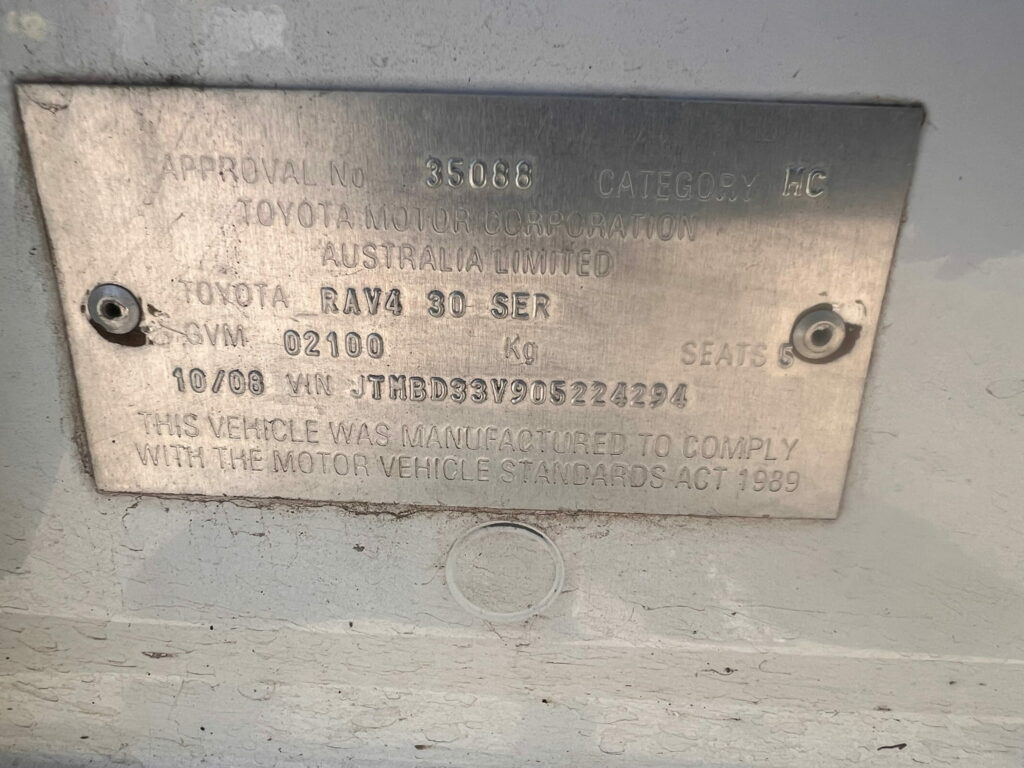 APPROVAL No 35088 CATEGORY MC
TOYOTA MOTOR CORPORATION
AUSTRALIA LIMITED
TOYOTA RAV4 30 SER
GVM 02100 Kg SEATS 5
10/08 VIN JTMBD33V905224294
THIS VEHICLE WAS MANUFACTURED TO COMPLY
WITH THE MOTOR VEHICLE STANDARDS ACT 1989